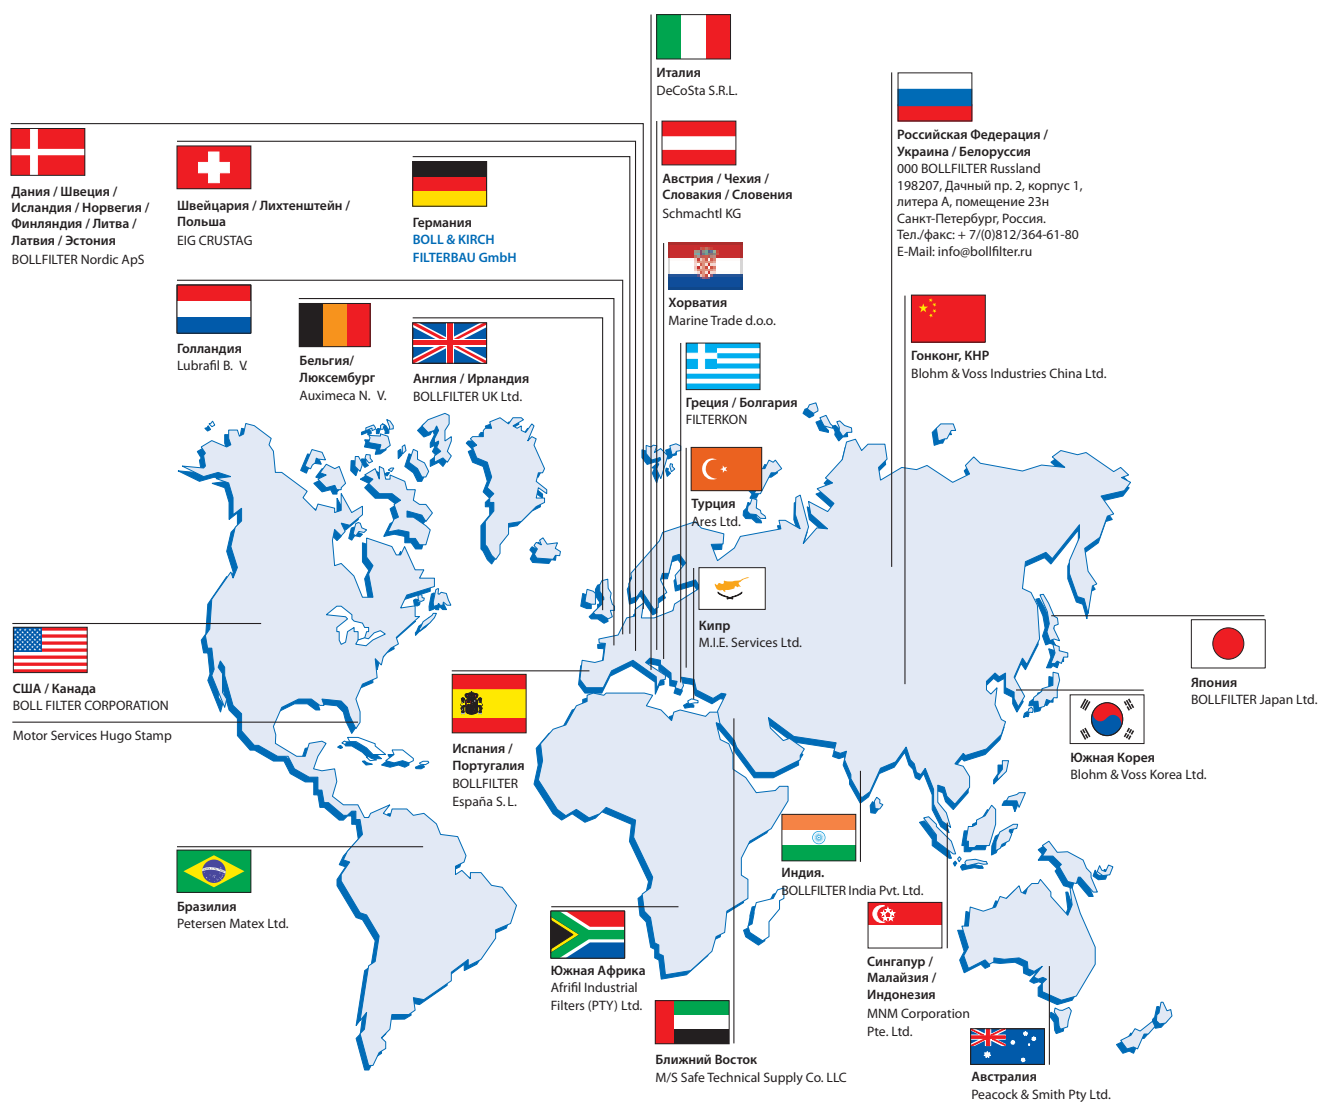 Италия
DeCoSta S.R.L.
Российская Федерация /
Украина / Белоруссия
000 BOLLFILTER Russland
198207, Дачный пр. 2, корпус 1,
литера А, помещение 23н
Санкт-Петербург, Россия.
Тел./факс: + 7/(0)812/364-61-80
E-Mail: info@bollfilter.ru
Дания / Швеция /
Исландия / Норвегия /
Финляндия / Литва /
Латвия / Эстония
BOLLFILTER Nordic ApS
Швейцария / Лихтенштейн /
Польша
EIG CRUSTAG
Германия
BOLL & KIRCH
FILTERBAU GmbH
Австрия / Чехия /
Словакия / Словения
Schmachtl KG
Хорватия
Marine Trade d.o.o.
Голландия
Lubrafil B. V.
Бельгия/
Люксембург
Auximeca N. V.
Англия / Ирландия
BOLLFILTER UK Ltd.
Греция / Болгария
FILTERKON
Гонконг, КНР
Blohm & Voss Industries China Ltd.
Турция
Ares Ltd.
Кипр
M.I.E. Services Ltd.
США / Канада
BOLL FILTER CORPORATION
Motor Services Hugo Stamp
Испания /
Португалия
BOLLFILTER
España S. L.
Япония
BOLLFILTER Japan Ltd.
Южная Корея
Blohm & Voss Korea Ltd.
Бразилия
Petersen Matex Ltd.
Индия.
BOLLFILTER India Pvt. Ltd.
Южная Африка
Afrifil Industrial
Filters (PTY) Ltd.
Сингапур /
Малайзия /
Индонезия
MNM Corporation
Pte. Ltd.
Ближний Восток
M/S Safe Technical Supply Co. LLC
Австралия
Peacock & Smith Pty Ltd.